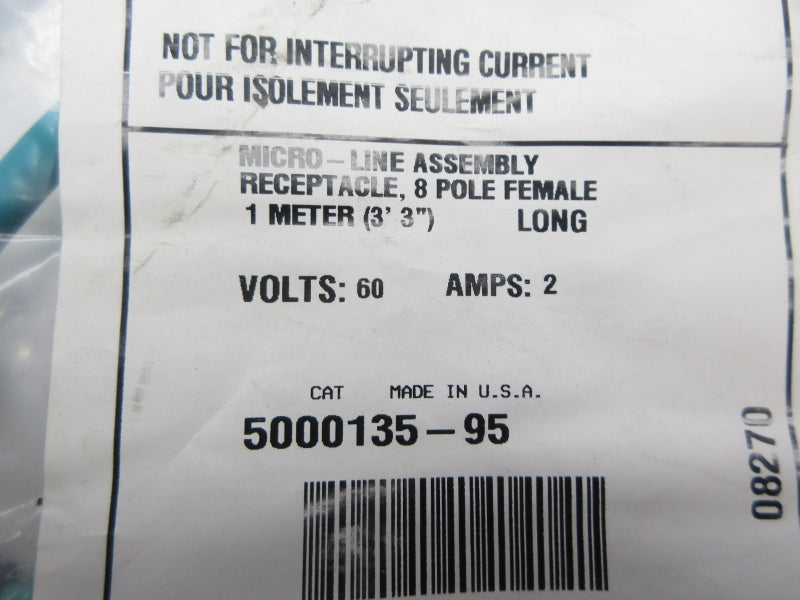 NOT FOR INTERRUPTING CURRENT
POUR ISOLEMENT SEULEMENT
MICRO-LINE ASSEMBLY
RECEPTACLE, 8 POLE FEMALE
1 METER (3' 3") LONG
VOLTS: 60 AMPS: 2
CAT MADE IN U.S.A.
5000135-95
08270